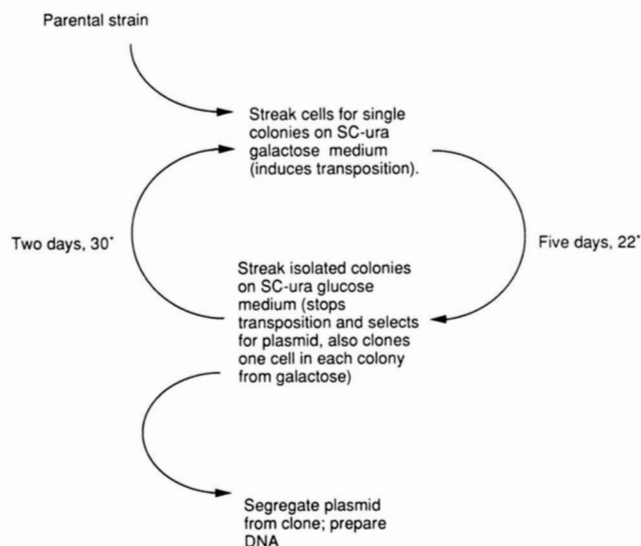 Parental strain
Streak cells for single
colonies on SC-ura
galactose medium
(induces transposition).
Two days, 30°
Five days, 22°
Streak isolated colonies
on SC-ura glucose
medium (stops
transposition and selects
for plasmid, also clones
one cell in each colony
from galactose)
Segregate plasmid
from clone; prepare
DNA